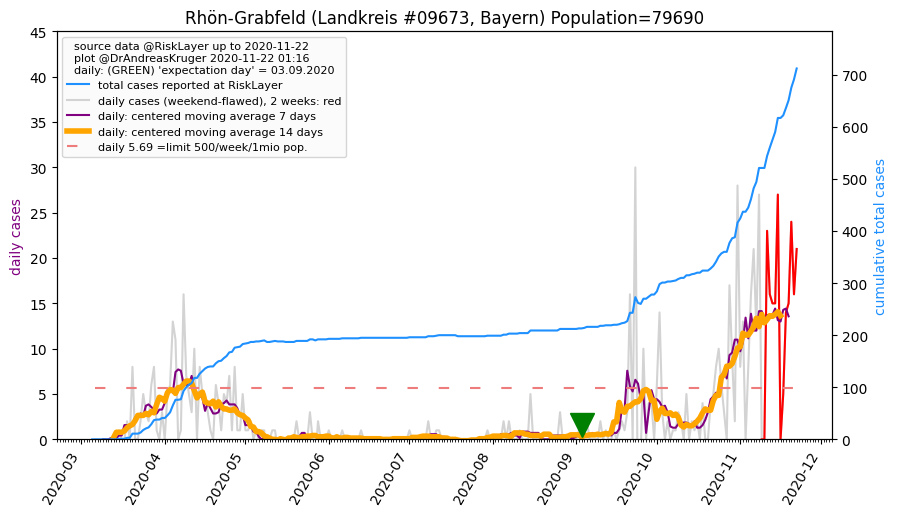 Rhön-Grabfeld (Landkreis #09673, Bayern) Population=79690
source data @RiskLayer up to 2020-11-22
plot @DrAndreasKruger 2020-11-22 01:16
daily: (GREEN) 'expectation day' = 03.09.2020
total cases reported at RiskLayer
daily cases (weekend-flawed), 2 weeks: red
daily: centered moving average 7 days
daily: centered moving average 14 days
daily 5.69 =limit 500/week/1mio pop.
daily cases
45
40
35
30
25
20
15
10
5
0
cumulative total cases
700
600
500
400
300
200
100
0
2020-03
2020-04
2020-05
2020-06
2020-07
2020-08
2020-09
2020-10
2020-11
2020-12